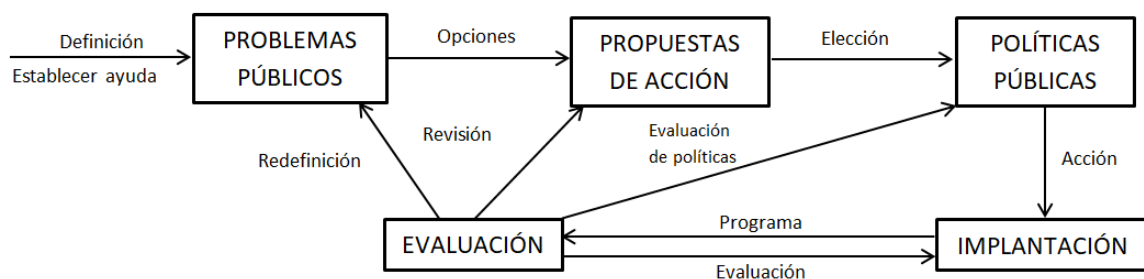 Definición
Establecer ayuda
PROBLEMAS
PÚBLICOS
Opciones
PROPUESTAS
DE ACCIÓN
Elección
POLÍTICAS
PÚBLICAS
Redefinición
Revisión
Evaluación
de políticas
Acción
EVALUACIÓN
Programa
Evaluación
IMPLANTACIÓN